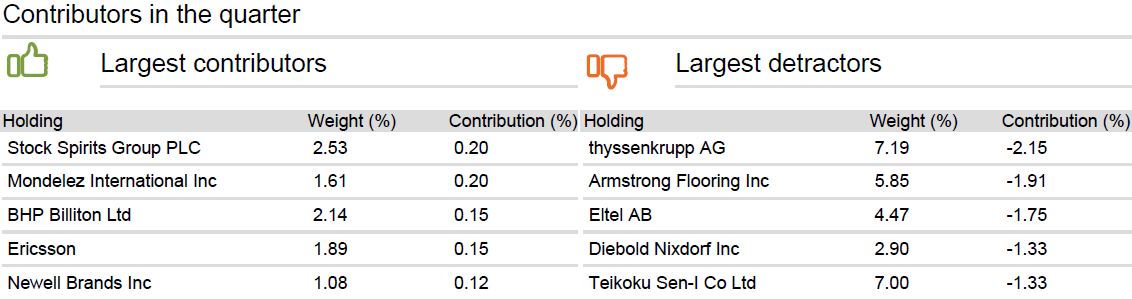 Contributors in the quarter
Largest contributors
Largest detractors
Holding Weight (%) Contribution (%) Holding Weight (%) Contribution (%)
Stock Spirits Group PLC 2.53 0.20 thyssenkrupp AG 7.19 -2.15
Mondelez International Inc 1.61 0.20 Armstrong Flooring Inc 5.85 -1.91
BHP Billiton Ltd 2.14 0.15 Eltel AB 4.47 -1.75
Ericsson 1.89 0.15 Diebold Nixdorf Inc 2.90 -1.33
Newell Brands Inc 1.08 0.12 Teikoku Sen-I Co Ltd 7.00 -1.33